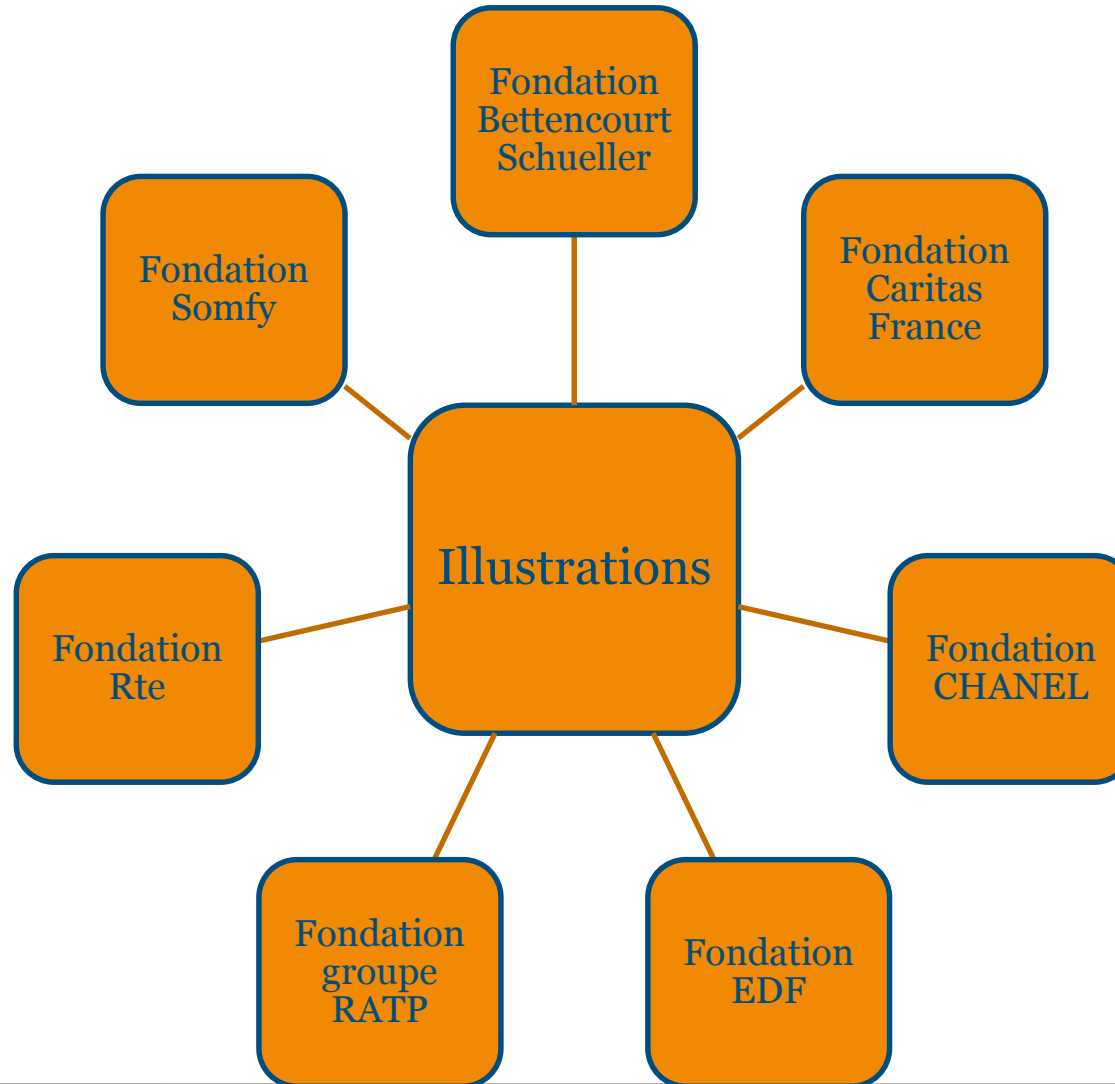 Fondation
Bettencourt
Schueller
Fondation
Somfy
Fondation
Caritas
France
Illustrations
Fondation
Rte
Fondation
CHANEL
Fondation
groupe
RATP
Fondation
EDF